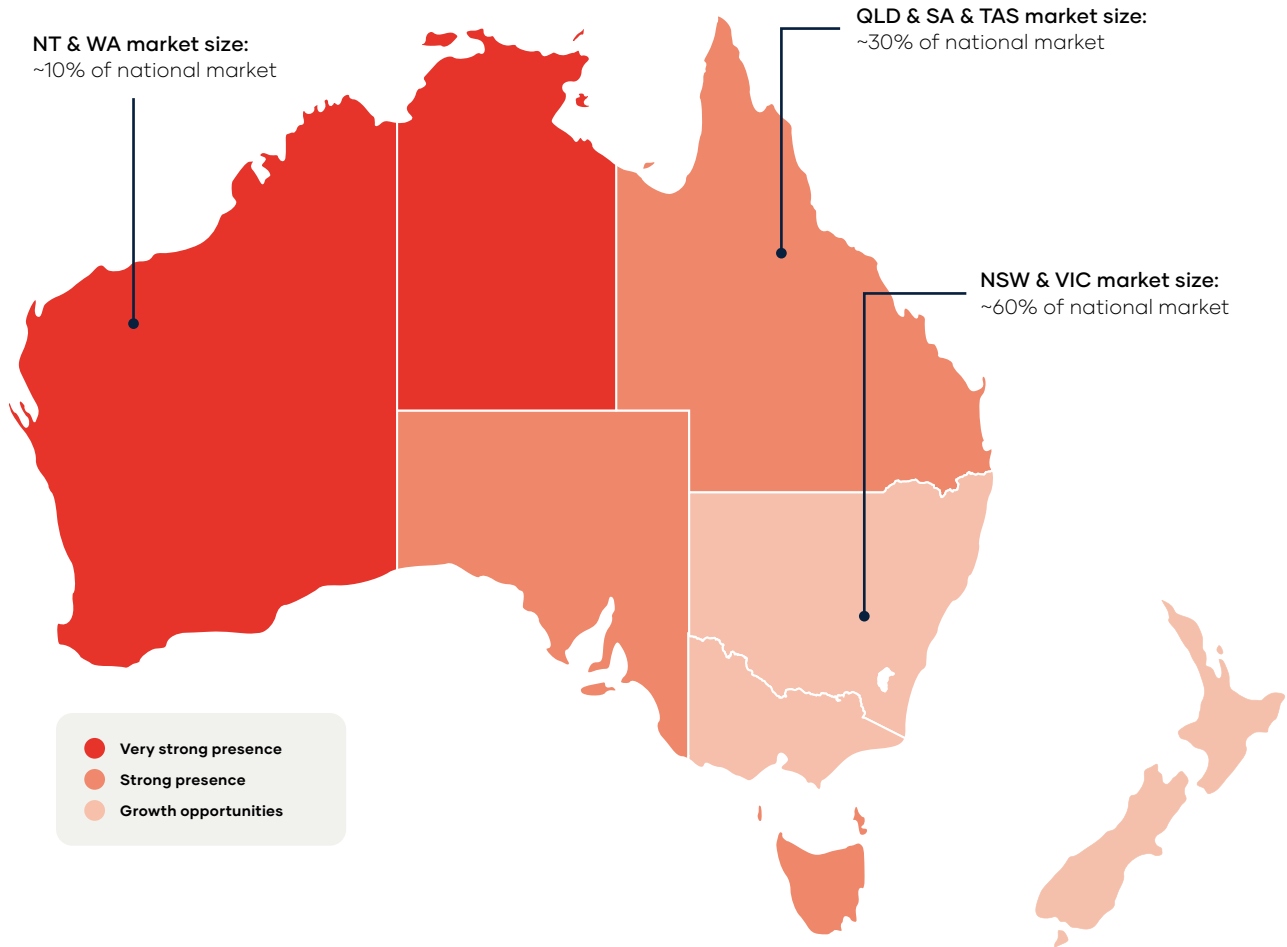 NT & WA market size:
~10% of national market
QLD & SA & TAS market size:
~30% of national market
NSW & VIC market size:
~60% of national market
Very strong presence
Strong presence
Growth opportunities